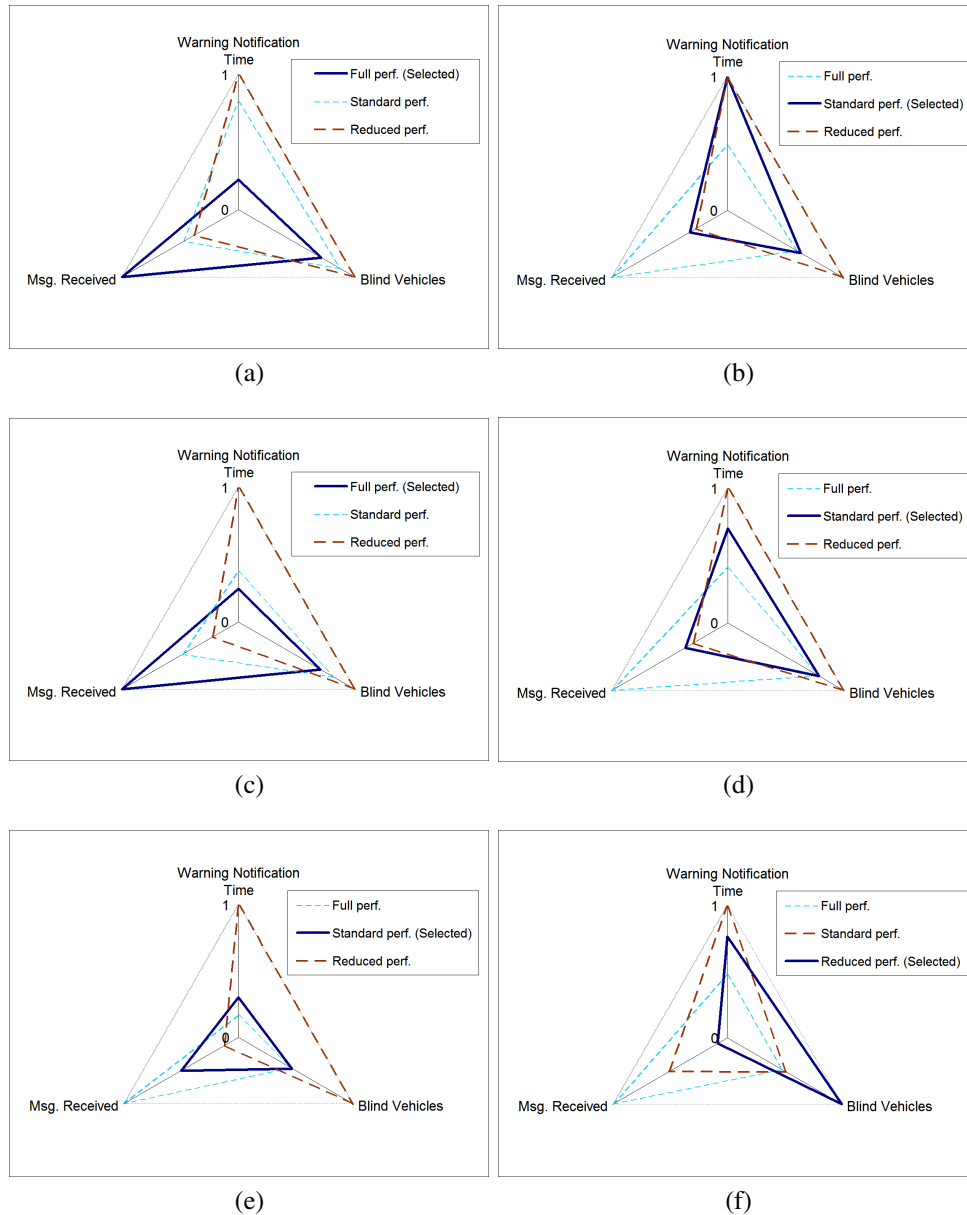 Warning Notification
Time
1
0
Msg. Received
Blind Vehicles
Full perf. (Selected)
Standard perf.
Reduced perf.
(a)
Warning Notification
Time
1
0
Msg. Received
Blind Vehicles
Full perf.
Standard perf. (Selected)
Reduced perf.
(b)
Warning Notification
Time
1
0
Msg. Received
Blind Vehicles
Full perf. (Selected)
Standard perf.
Reduced perf.
(c)
Warning Notification
Time
1
0
Msg. Received
Blind Vehicles
Full perf.
Standard perf. (Selected)
Reduced perf.
(d)
Warning Notification
Time
1
0
Msg. Received
Blind Vehicles
Full perf.
Standard perf. (Selected)
Reduced perf.
(e)
Warning Notification
Time
1
0
Msg. Received
Blind Vehicles
Full perf.
Standard perf.
Reduced perf. (Selected)
(f)